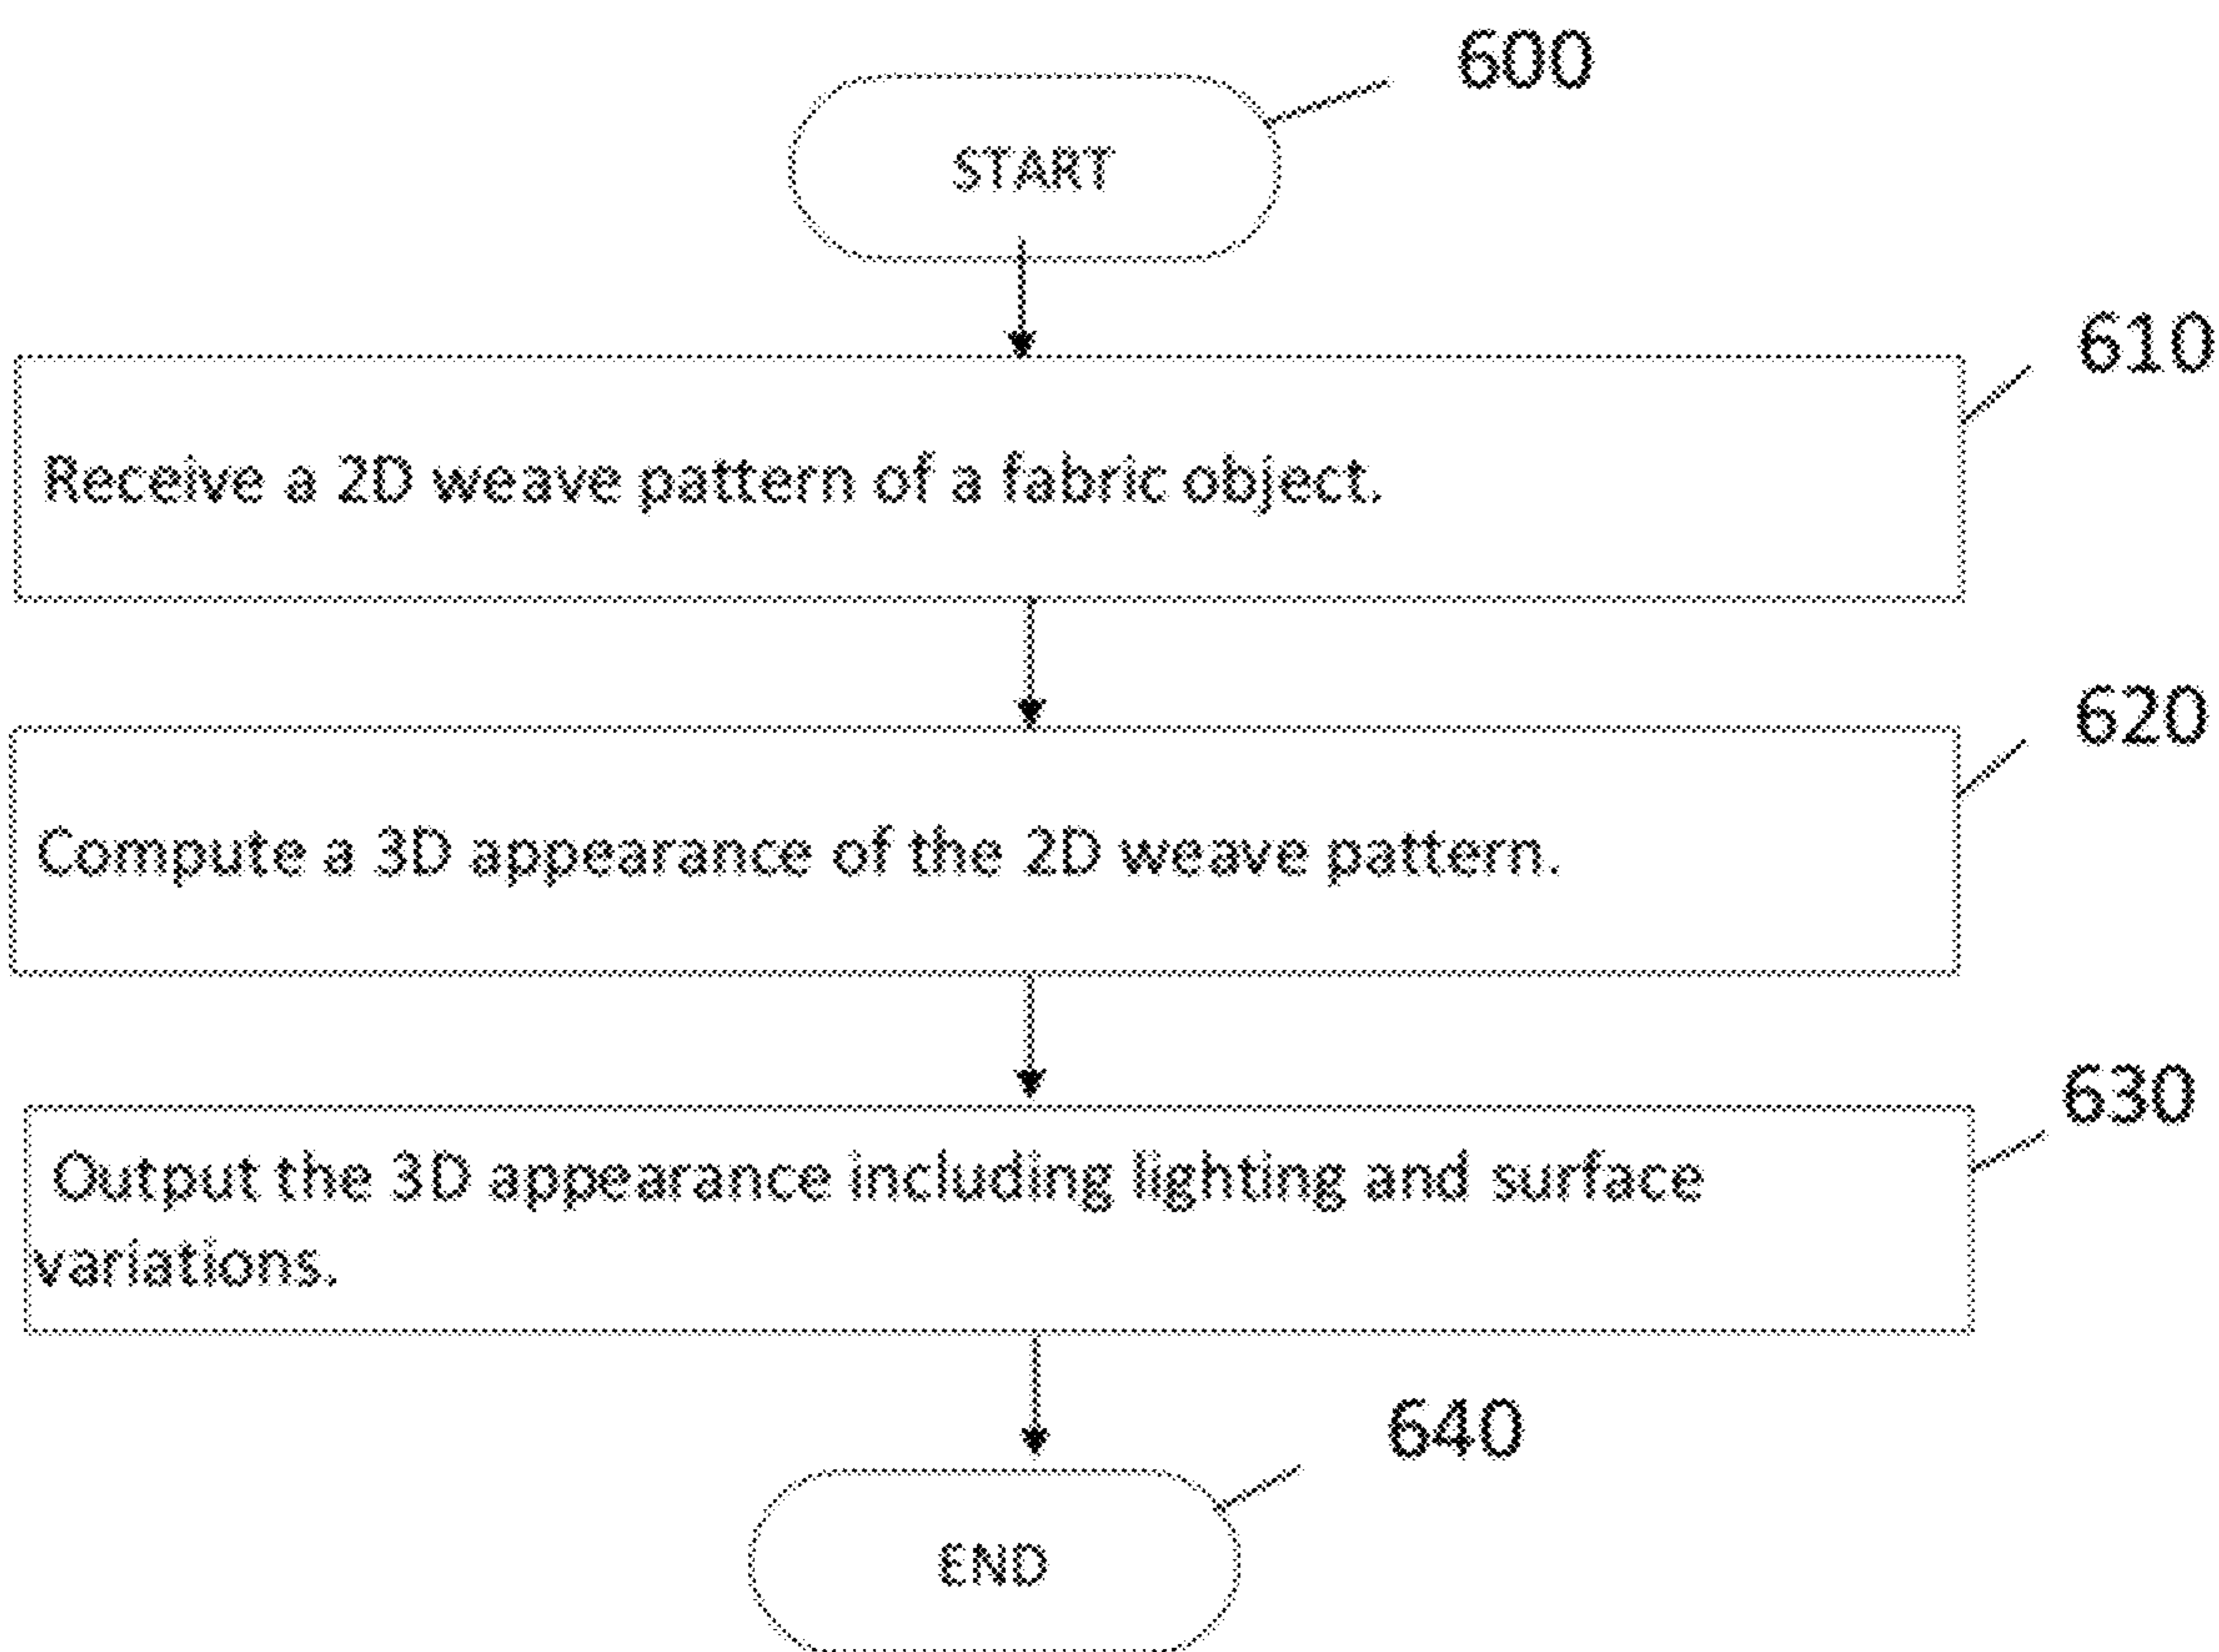 600
START
610
Receive a 2D weave pattern of a fabric object.
620
Compute a 3D appearance of the 2D weave pattern.
630
Output the 3D appearance including lighting and surface
variations.
640
END